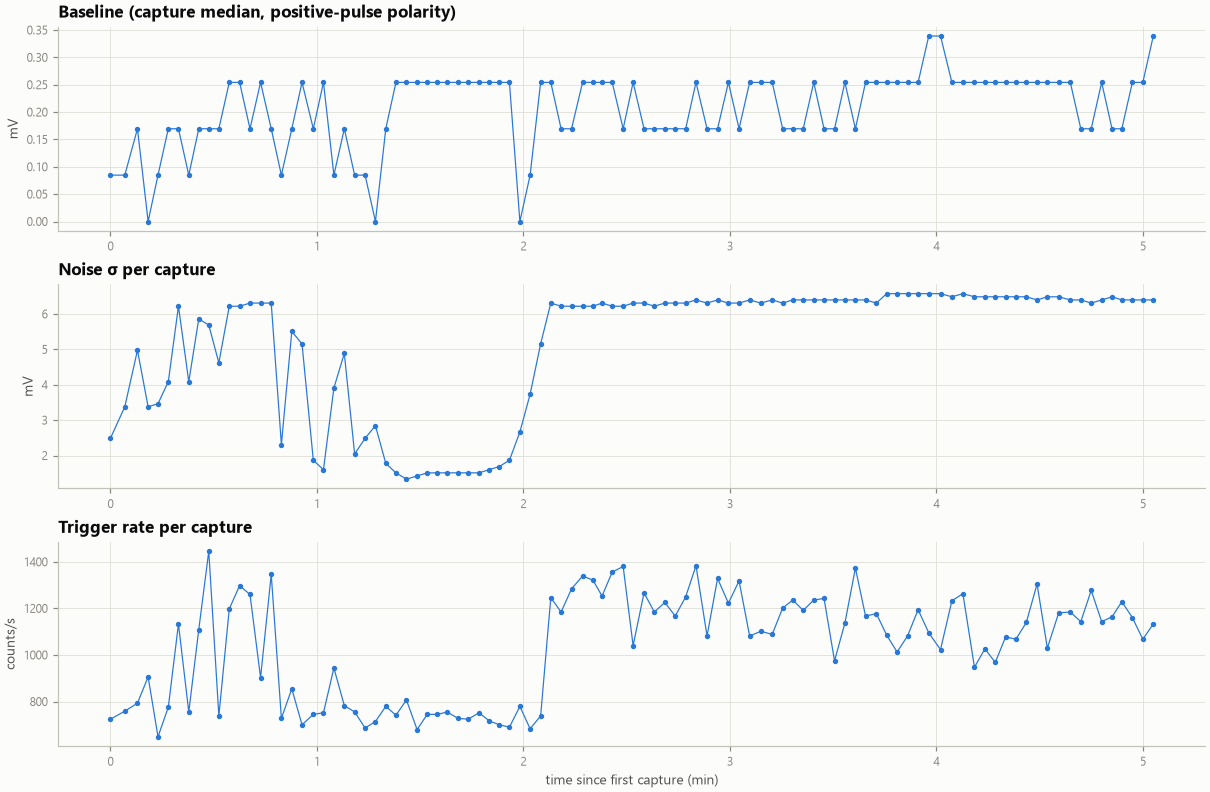 Baseline (capture median, positive-pulse polarity)
0.35
0.30
0.25
0.20
0.15
0.10
0.05
0.00
mV
0 1 2 3 4 5
Noise σ per capture
6
5
4
3
2
mV
0 1 2 3 4 5
Trigger rate per capture
1400
1200
1000
800
counts/s
0 1 2 3 4 5
time since first capture (min)